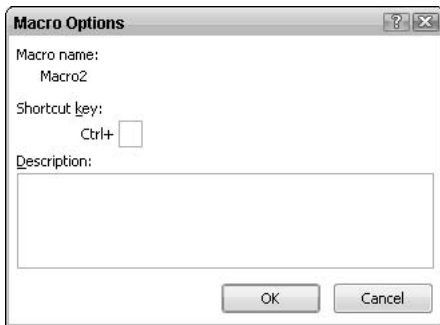 Macro Options
Macro name:
Macro2
Shortcut key:
Ctrl+
Description:
OK Cancel